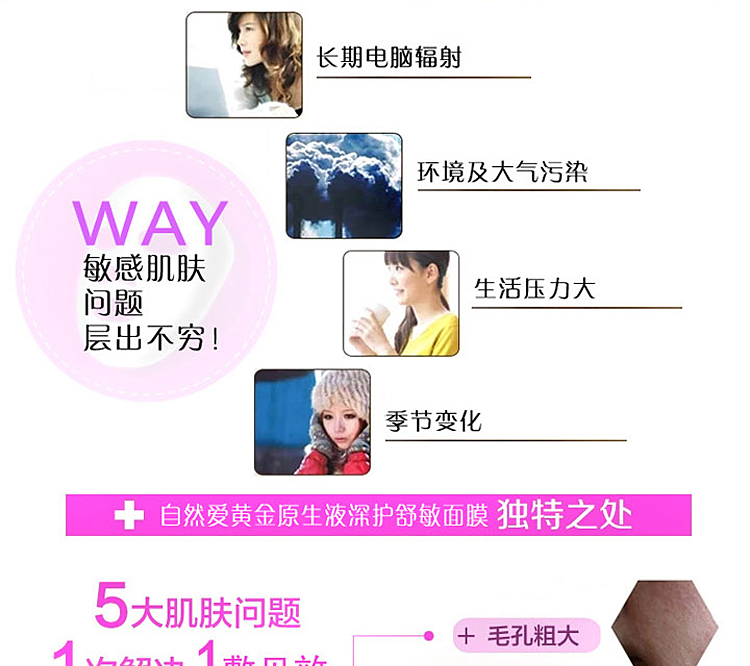 长期电脑辐射
环境及大气污染
WAY
敏感肌肤
问题
层出不穷!
生活压力大
季节变化
自然爱黄金原生液深护舒敏面膜 独特之处
5大肌肤问题
+ 毛孔粗大